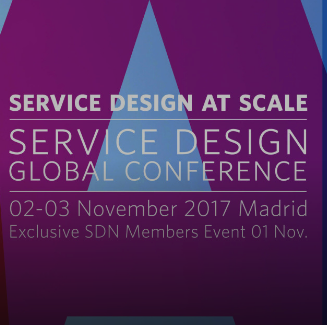 SERVICE DESIGN AT SCALE
SERVICE DESIGN
GLOBAL CONFERENCE
02-03 November 2017 Madrid
Exclusive SDN Members Event 01 Nov.